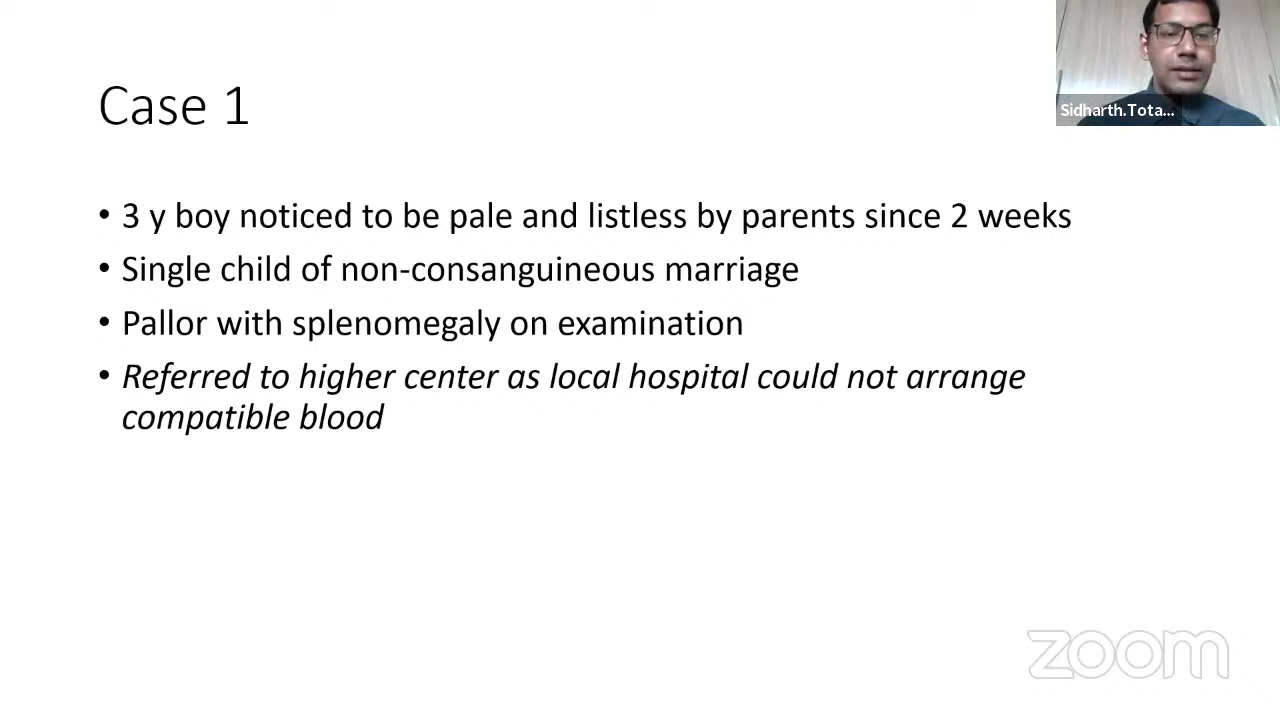 Case 1
Sidharth.Tota...
• 3 y boy noticed to be pale and listless by parents since 2 weeks
• Single child of non-consanguineous marriage
• Pallor with splenomegaly on examination
• Referred to higher center as local hospital could not arrange
compatible blood
zoom